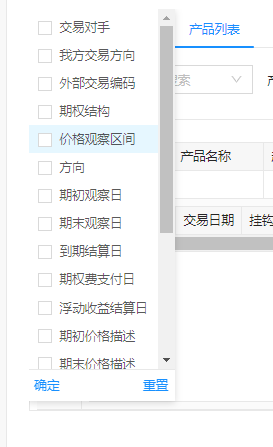 交易对手
产品列表
我方交易方向
外部交易编码
搜索
期权结构
价格观察区间
产品名称
方向
期初观察日
期末观察日
交易日期
挂钩
到期结算日
期权费支付日
浮动收益结算日
期初价格描述
期末价格描述
确定
重置